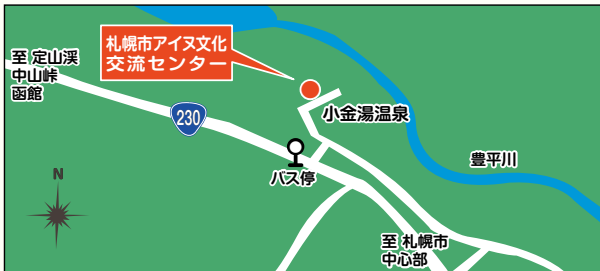 札幌市アイヌ文化
交流センター
至 定山渓
中山峠
函館
230
小金湯温泉
バス停
豊平川
N
至 札幌市
中心部